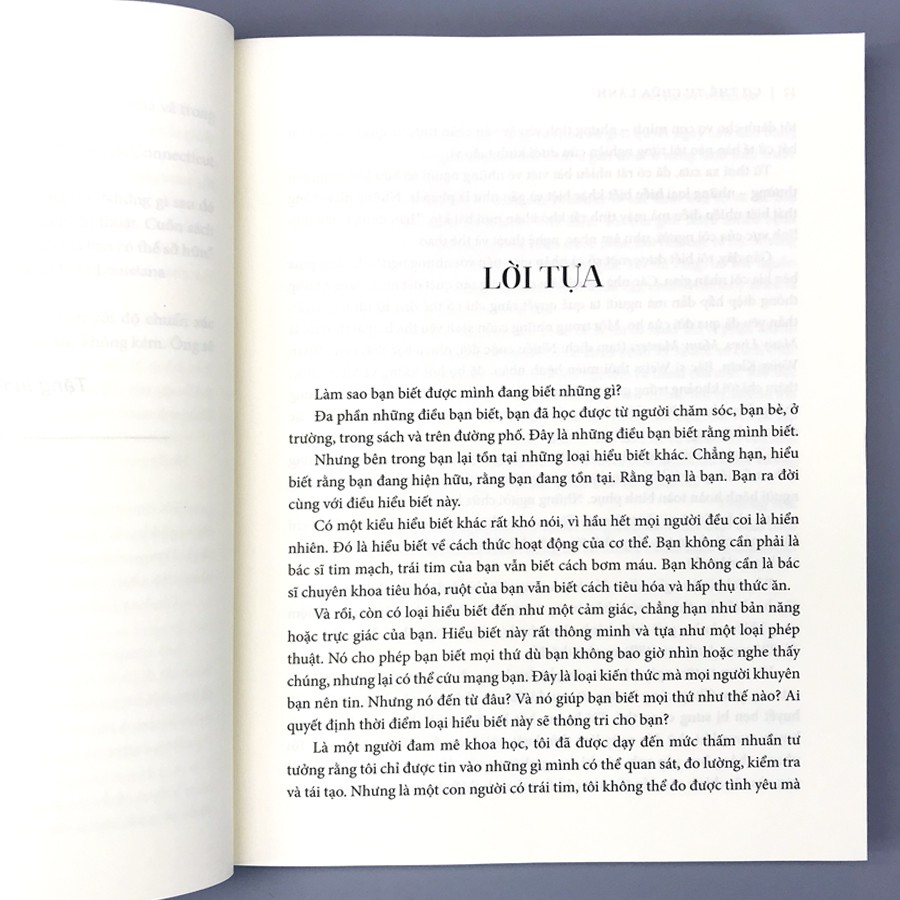 LỜI TỰA
Làm sao bạn biết được mình đang biết những gì?
Đa phần những điều bạn biết, bạn đã học được từ người chăm sóc, bạn bè, ở
trường, trong sách và trên đường phố. Đây là những điều bạn biết rằng mình biết.
Nhưng bên trong bạn lại tồn tại những loại hiểu biết khác. Chẳng hạn, hiểu
biết rằng bạn đang hiện hữu, rằng bạn đang tồn tại. Rằng bạn là bạn. Bạn ra đời
cùng với điều hiểu biết này.
Có một kiểu hiểu biết khác rất khó nói, vì hầu hết mọi người đều coi là hiển
nhiên. Đó là hiểu biết về cách thức hoạt động của cơ thể. Bạn không cần phải là
bác sĩ tim mạch, trái tim của bạn vẫn biết cách bơm máu. Bạn không cần là bác
sĩ chuyên khoa tiêu hóa, ruột của bạn vẫn biết cách tiêu hóa và hấp thụ thức ăn.
Và rồi, còn có loại hiểu biết đến như một cảm giác, chẳng hạn như bản năng
hoặc trực giác của bạn. Hiểu biết này rất thông minh và tựa như một loại phép
thuật. Nó cho phép bạn biết mọi thứ dù bạn không bao giờ nhìn hoặc nghe thấy
chúng, nhưng lại có thể cứu mạng bạn. Đây là loại kiến thức mà mọi người khuyên
bạn nên tin. Nhưng nó đến từ đâu? Và nó giúp bạn biết mọi thứ như thế nào? Ai
quyết định thời điểm loại hiểu biết này sẽ thông tri cho bạn?
Là một người đam mê khoa học, tôi đã được dạy đến mức thấm nhuần tư
tưởng rằng tôi chỉ được tin vào những gì mình có thể quan sát, đo lường, kiểm tra
và tái tạo. Nhưng là một con người có trái tim, tôi không thể đo được tình yêu mà